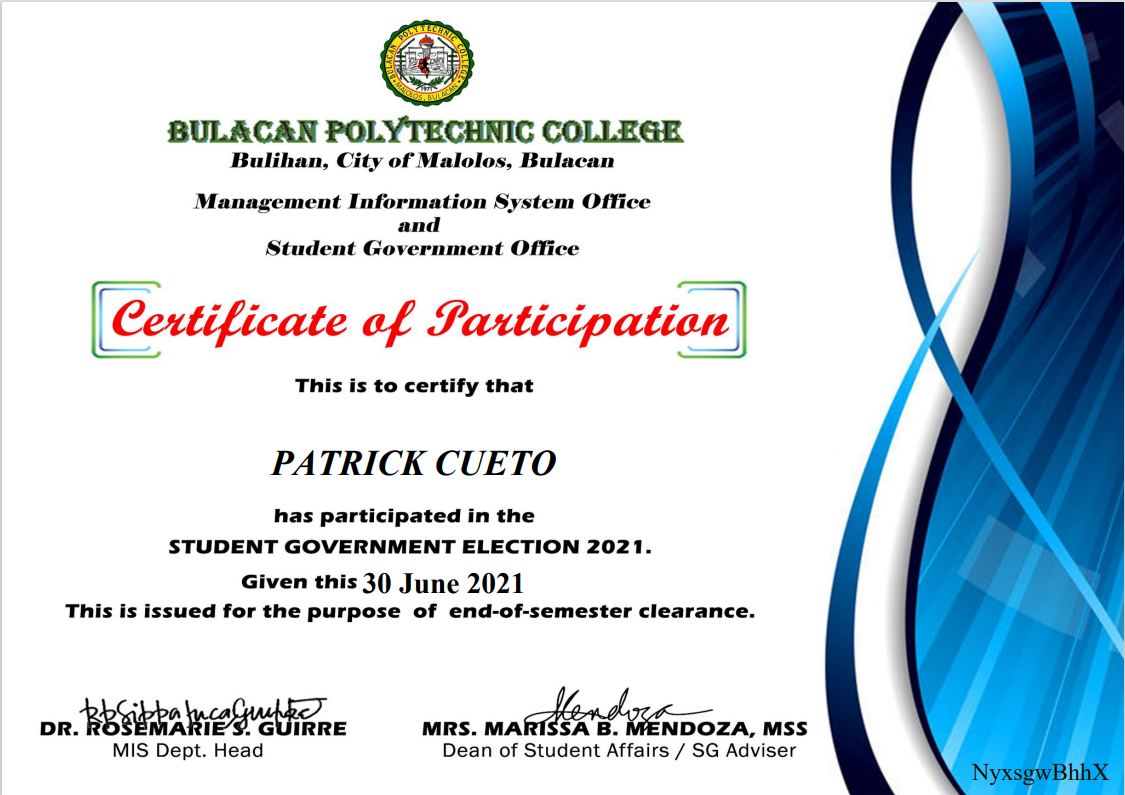 BULACAN POLYTECHNIC COLLEGE
MALOLOS, BULACAN
1971
BULACAN POLYTECHNIC COLLEGE
Bulihan, City of Malolos, Bulacan
Management Information System Office
and
Student Government Office
Certificate of Participation
This is to certify that
PATRICK CUETO
has participated in the
STUDENT GOVERNMENT ELECTION 2021.
Given this 30 June 2021
This is issued for the purpose of end-of-semester clearance.
Mendoza
DR. ROSEMARIE S. GUIRRE
MRS. MARISSA B. MENDOZA, MSS
MIS Dept. Head
Dean of Student Affairs / SG Adviser
NyxsgwBhhX